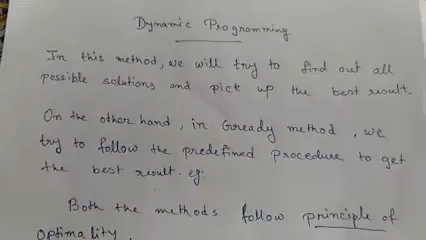 Dynamic Programming
In this method, we will try to find out all
possible solutions and pick up the best result.
On the other hand, in Greedy method, we
try to follow the predefined procedure to get
the best result. eg:
Both the methods follow principle of
optimality.